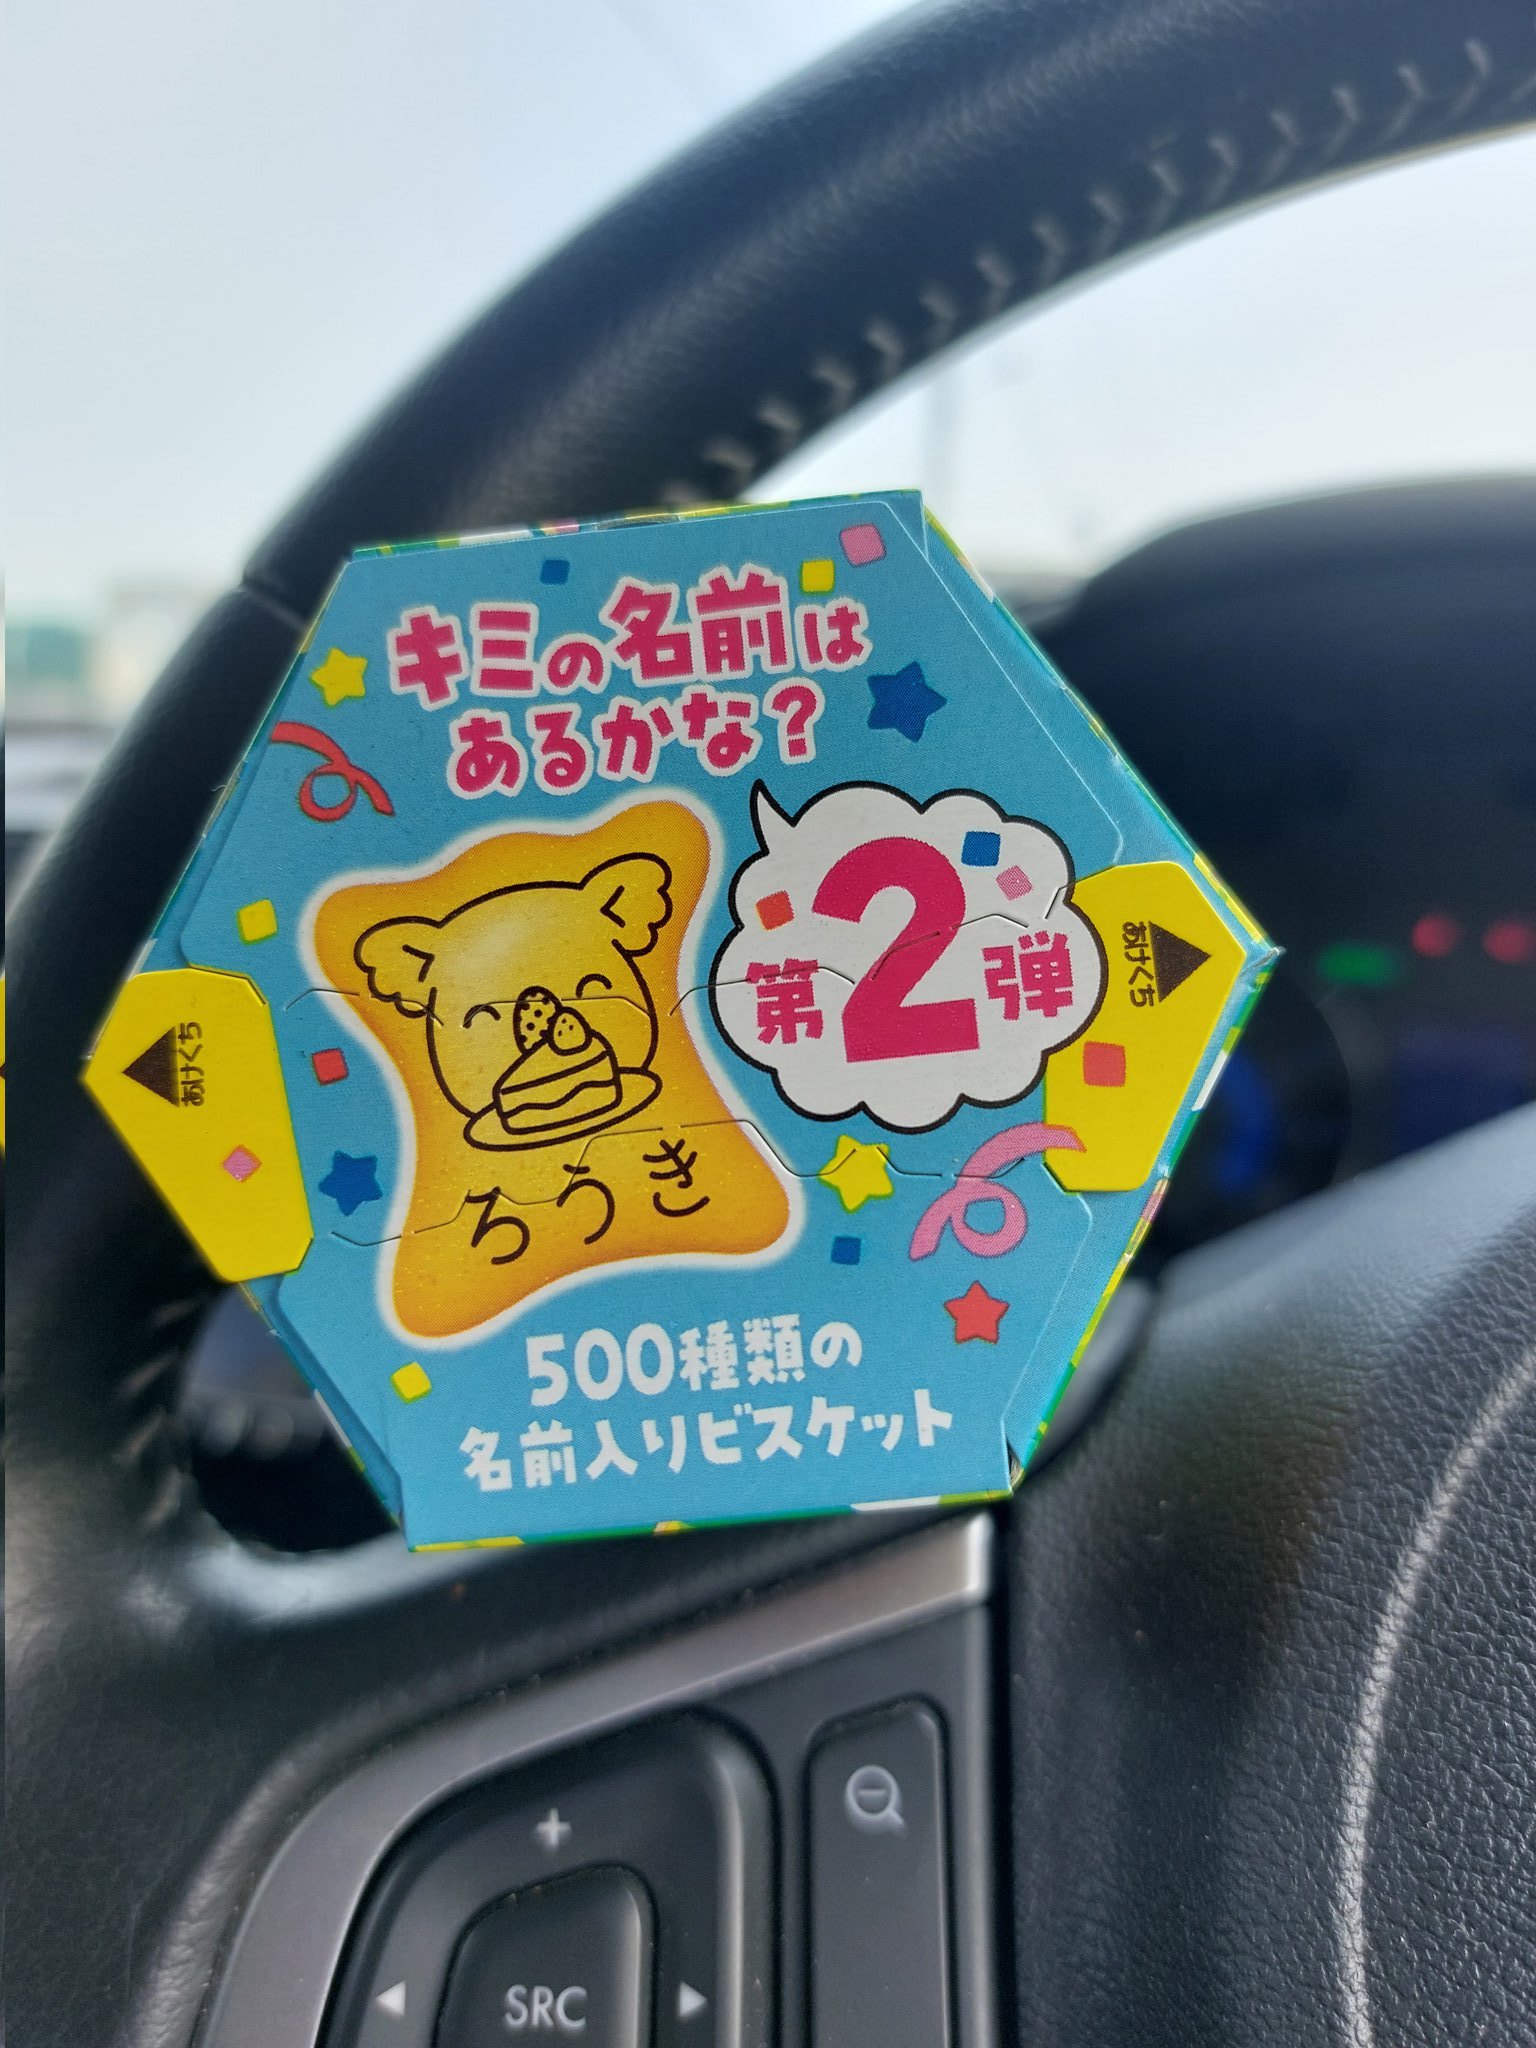 キミの名前は
あるかな?
第2弾
あけくち
あけくち
ろうき
500種類の
名前入りビスケット
+
SRC